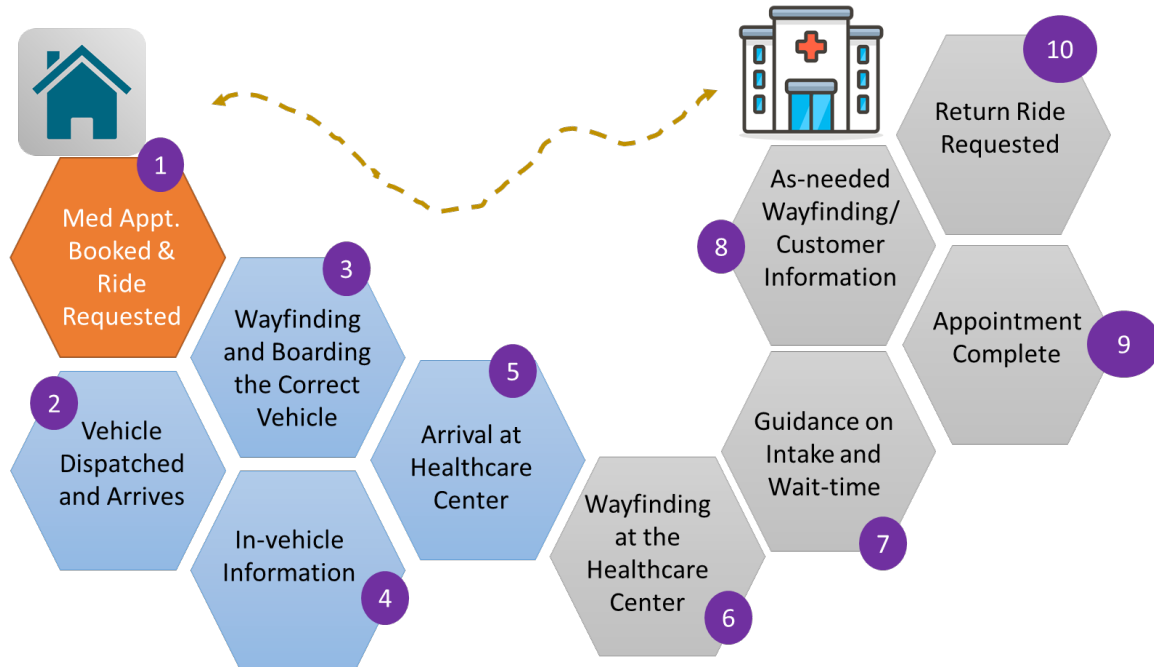 1
Med Appt.
Booked &
Ride
Requested
2
Vehicle
Dispatched
and Arrives
3
Wayfinding
and Boarding
the Correct
Vehicle
4
In-vehicle
Information
5
Arrival at
Healthcare
Center
6
Wayfinding
at the
Healthcare
Center
7
Guidance on
Intake and
Wait-time
8
As-needed
Wayfinding/
Customer
Information
9
Appointment
Complete
10
Return Ride
Requested